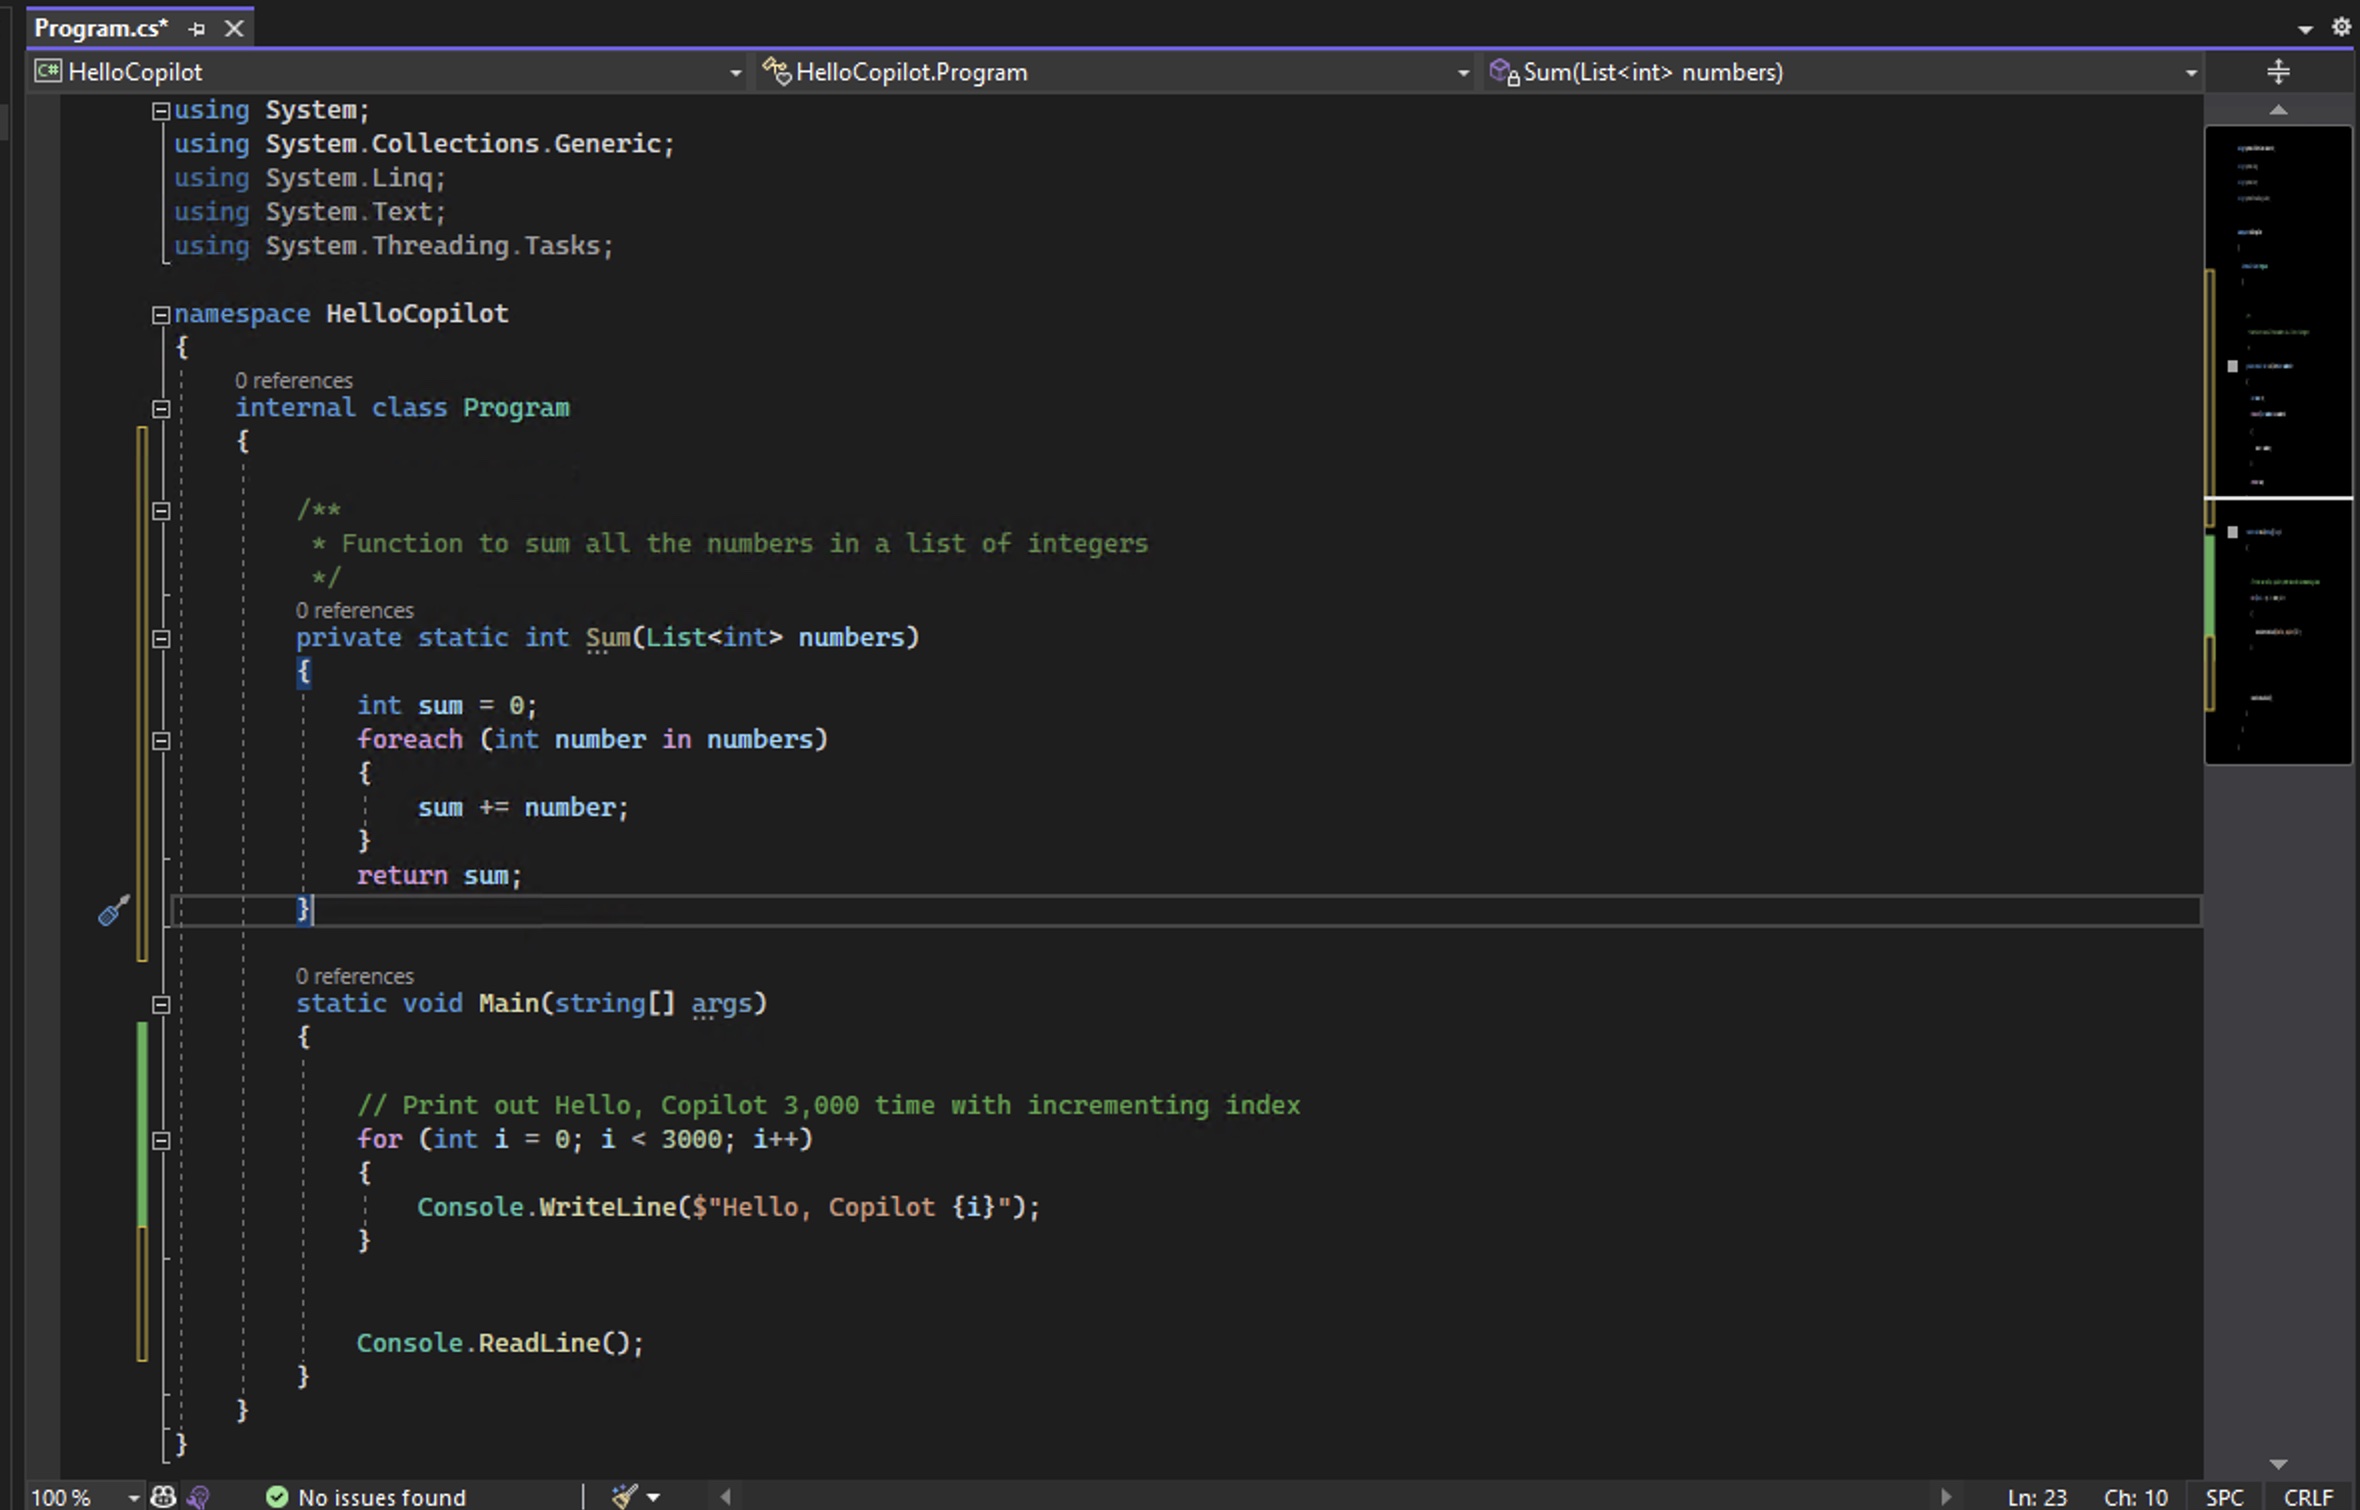 Program.cs*
HelloCopilot
HelloCopilot.Program
Sum(List<int> numbers)
using System;
using System.Collections.Generic;
using System.Linq;
using System.Text;
using System.Threading.Tasks;
namespace HelloCopilot
{
0 references
internal class Program
{
/**
* Function to sum all the numbers in a list of integers
*/
0 references
private static int Sum(List<int> numbers)
{
int sum = 0;
foreach (int number in numbers)
{
sum += number;
}
return sum;
}
0 references
static void Main(string[] args)
{
// Print out Hello, Copilot 3,000 time with incrementing index
for (int i = 0; i < 3000; i++)
{
Console.WriteLine($"Hello, Copilot {i}");
}
Console.ReadLine();
}
}
}
100 %
No issues found
Ln: 23
Ch: 10
SPC
CRLF